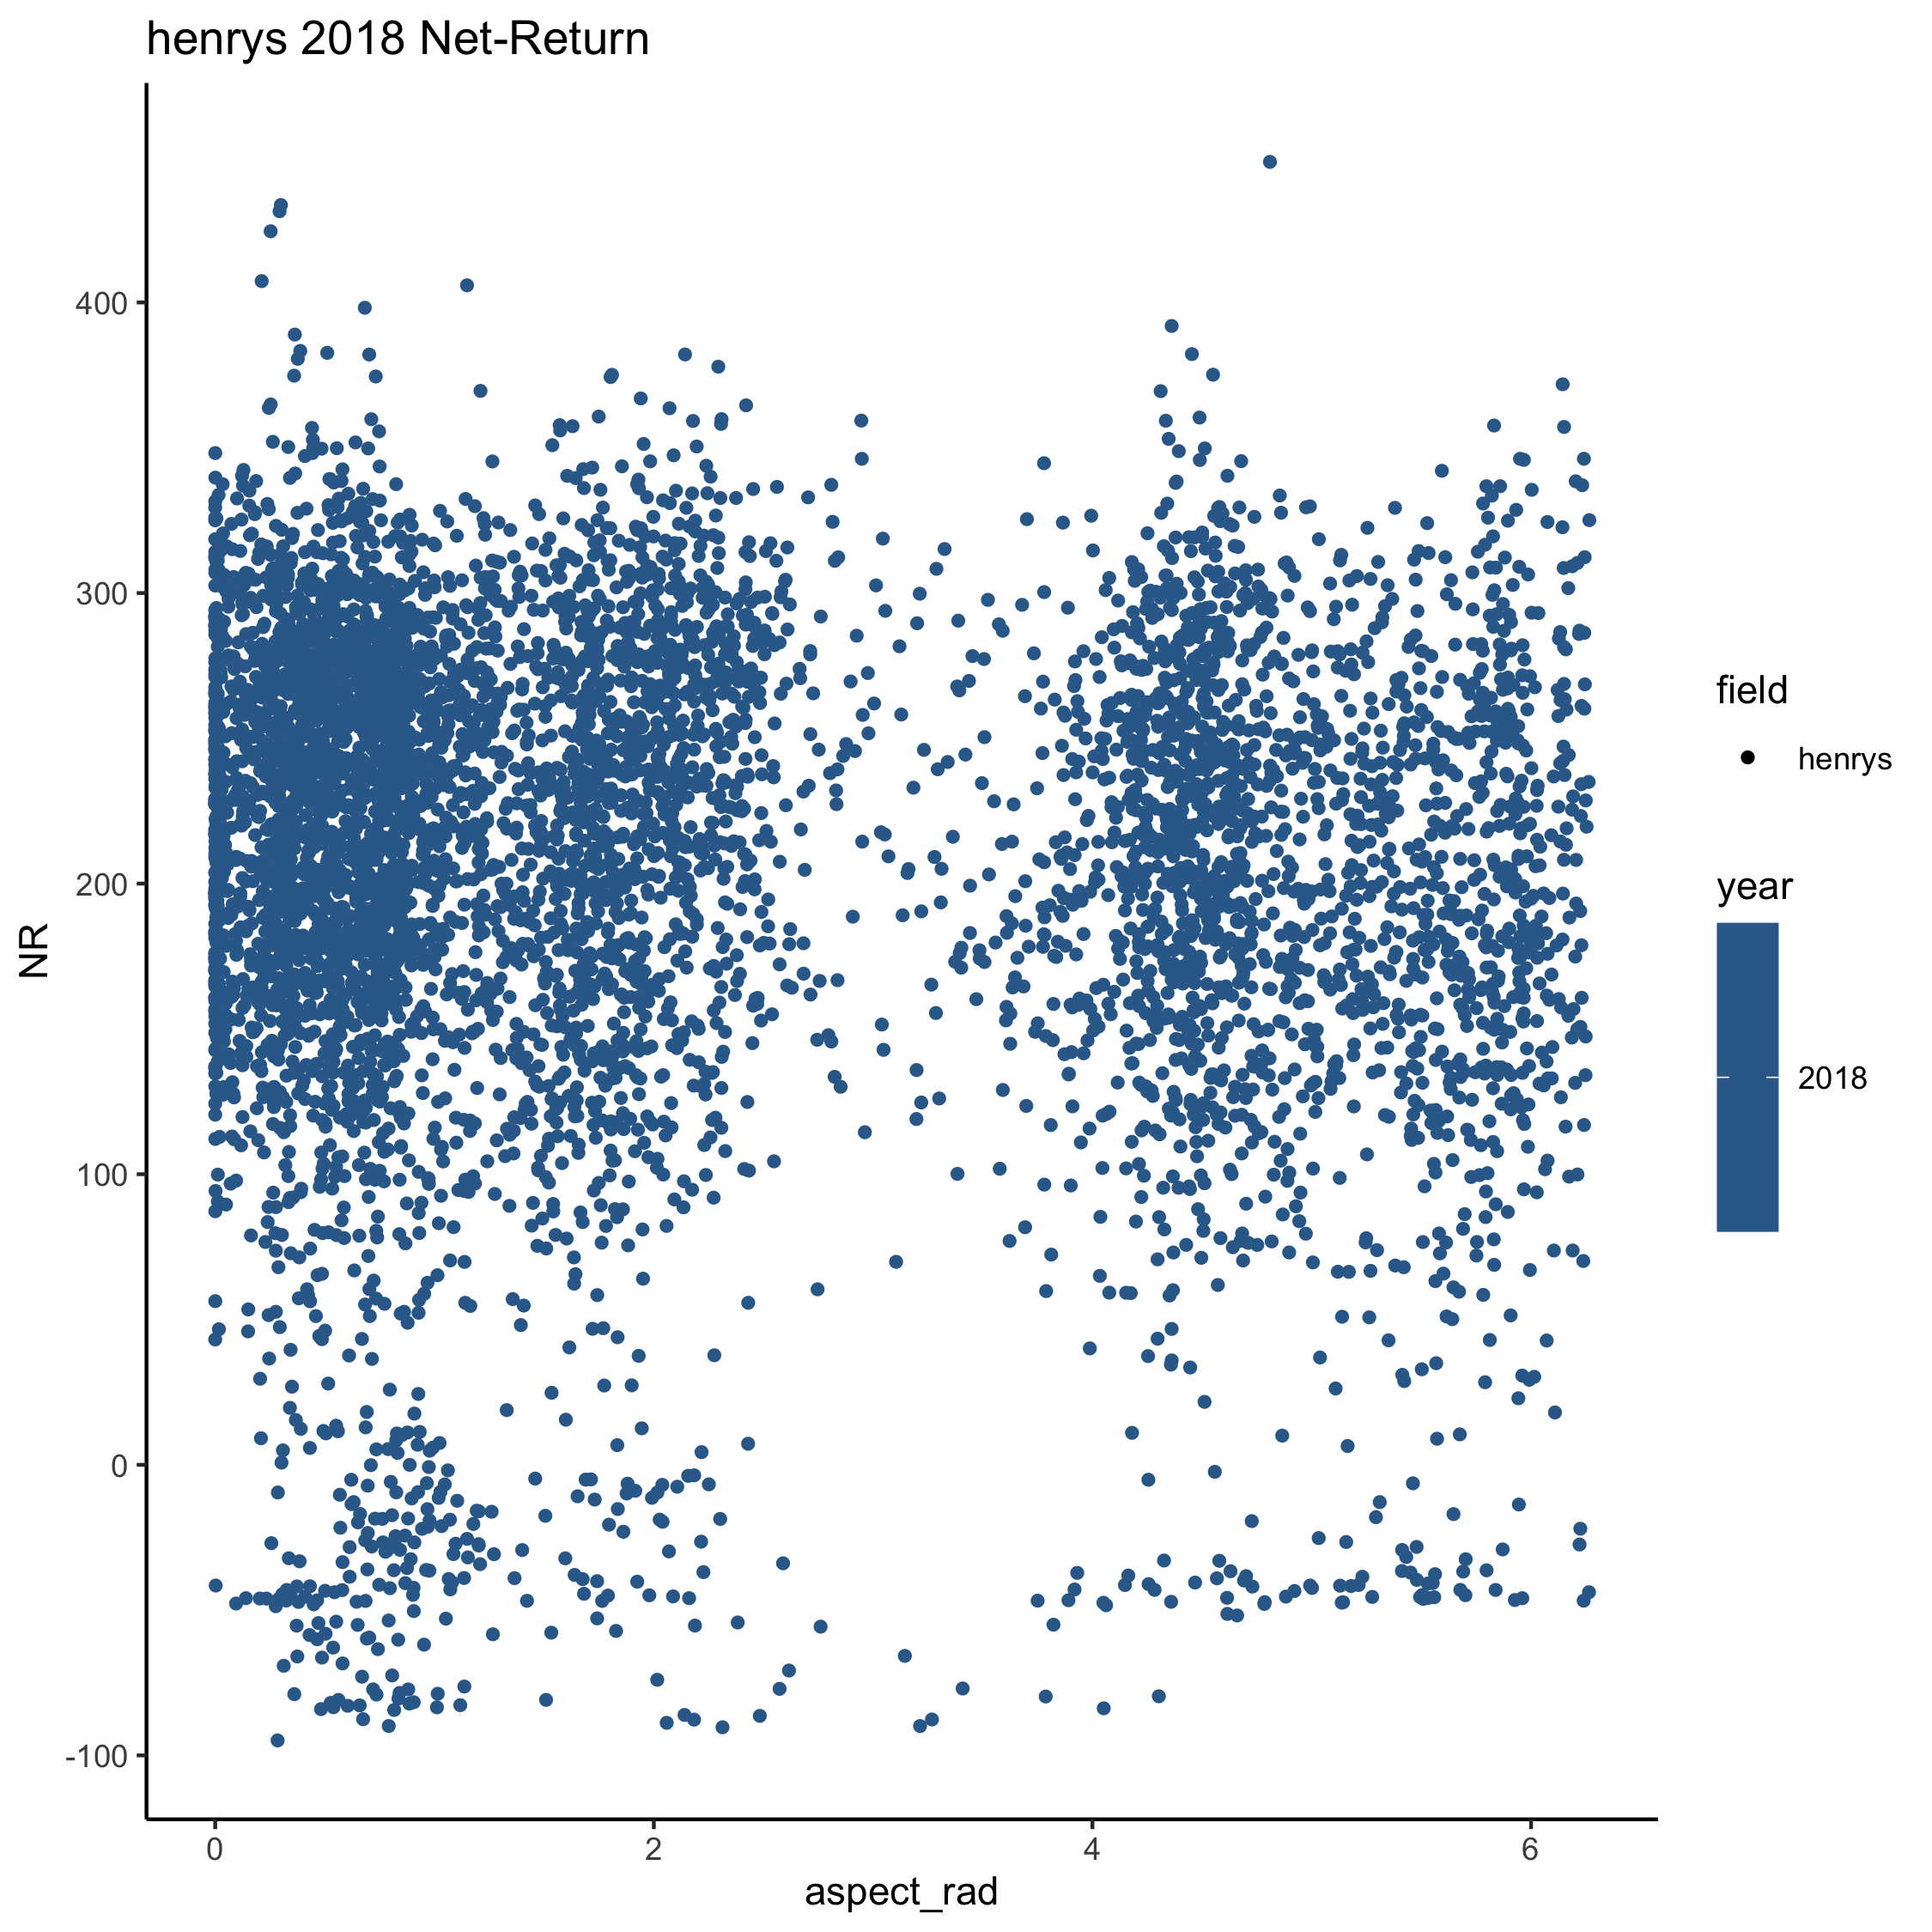 henrys 2018 Net-Return
400
300
200
100
0
-100
NR
0 2 4 6
aspect_rad
field
henrys
year
2018